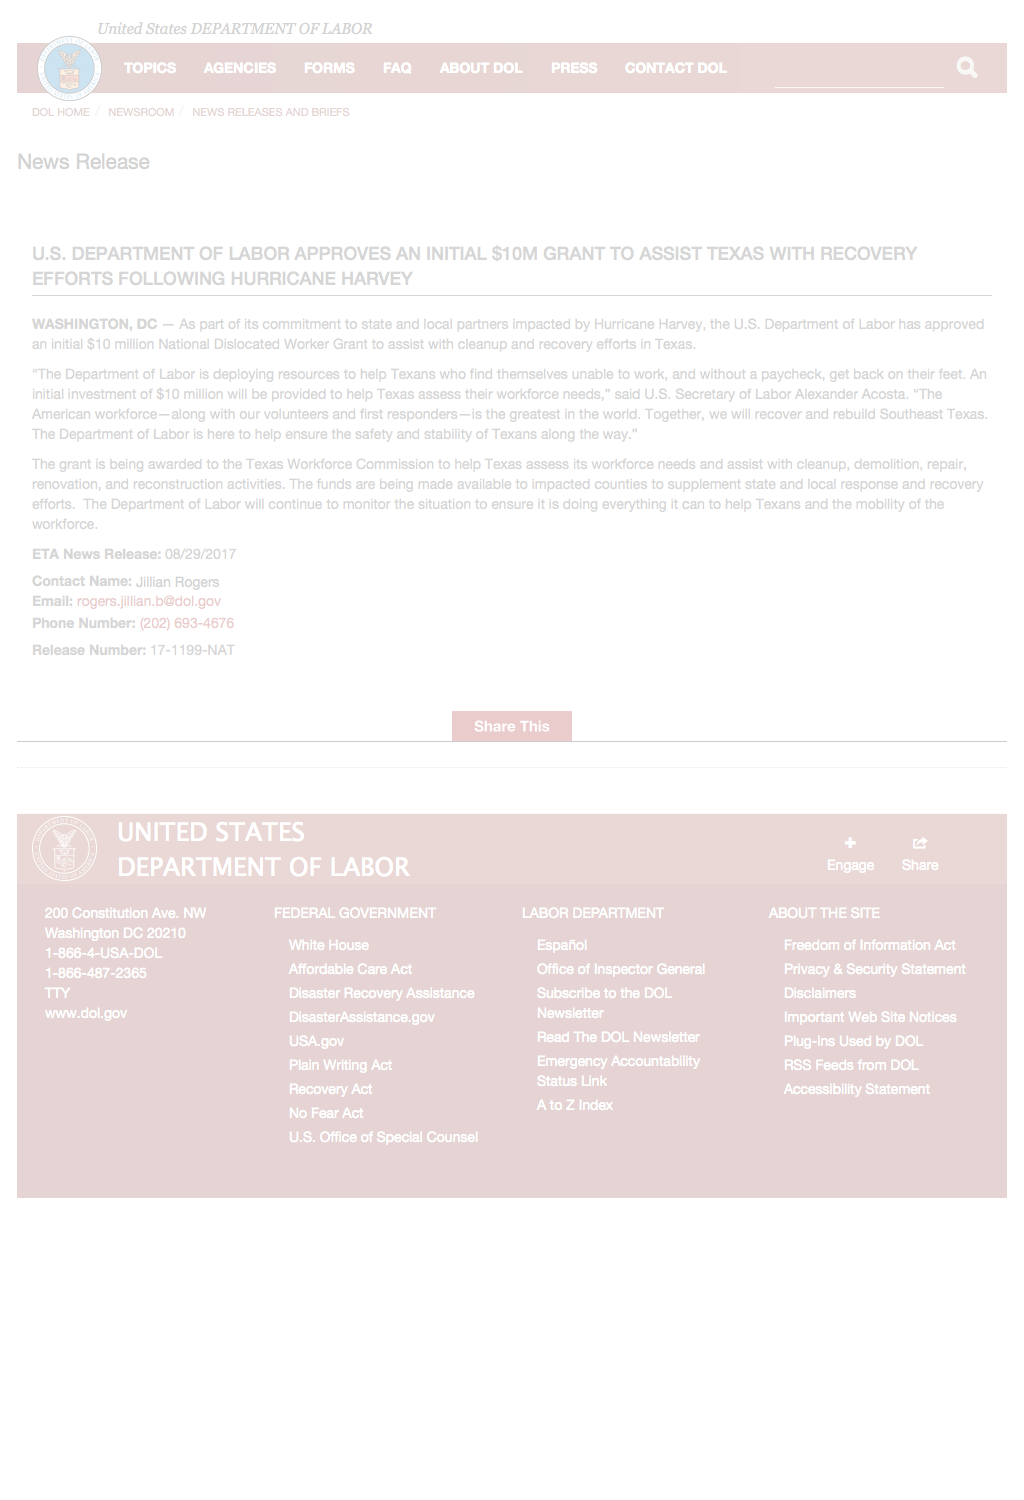 United States DEPARTMENT OF LABOR
TOPICS AGENCIES FORMS FAQ ABOUT DOL PRESS CONTACT DOL
DOL HOME / NEWSROOM / NEWS RELEASES AND BRIEFS
News Release
U.S. DEPARTMENT OF LABOR APPROVES AN INITIAL $10M GRANT TO ASSIST TEXAS WITH RECOVERY
EFFORTS FOLLOWING HURRICANE HARVEY
WASHINGTON, DC — As part of its commitment to state and local partners impacted by Hurricane Harvey, the U.S. Department of Labor has approved
an initial $10 million National Dislocated Worker Grant to assist with cleanup and recovery efforts in Texas.
“The Department of Labor is deploying resources to help Texans who find themselves unable to work, and without a paycheck, get back on their feet. An
initial investment of $10 million will be provided to help Texas assess their workforce needs,” said U.S. Secretary of Labor Alexander Acosta. “The
American workforce—along with our volunteers and first responders—is the greatest in the world. Together, we will recover and rebuild Southeast Texas.
The Department of Labor is here to help ensure the safety and stability of Texans along the way.”
The grant is being awarded to the Texas Workforce Commission to help Texas assess its workforce needs and assist with cleanup, demolition, repair,
renovation, and reconstruction activities. The funds are being made available to impacted counties to supplement state and local response and recovery
efforts.  The Department of Labor will continue to monitor the situation to ensure it is doing everything it can to help Texans and the mobility of the
workforce.
ETA News Release: 08/29/2017
Contact Name: Jillian Rogers
Email: rogers.jillian.b@dol.gov
Phone Number: (202) 693-4676
Release Number: 17-1199-NAT
Share This
UNITED STATES
DEPARTMENT OF LABOR
Engage Share
200 Constitution Ave. NW
Washington DC 20210
1-866-4-USA-DOL
1-866-487-2365
TTY
www.dol.gov
FEDERAL GOVERNMENT
White House
Affordable Care Act
Disaster Recovery Assistance
DisasterAssistance.gov
USA.gov
Plain Writing Act
Recovery Act
No Fear Act
U.S. Office of Special Counsel
LABOR DEPARTMENT
Español
Office of Inspector General
Subscribe to the DOL
Newsletter
Read The DOL Newsletter
Emergency Accountability
Status Link
A to Z Index
ABOUT THE SITE
Freedom of Information Act
Privacy & Security Statement
Disclaimers
Important Web Site Notices
Plug-ins Used by DOL
RSS Feeds from DOL
Accessibility Statement